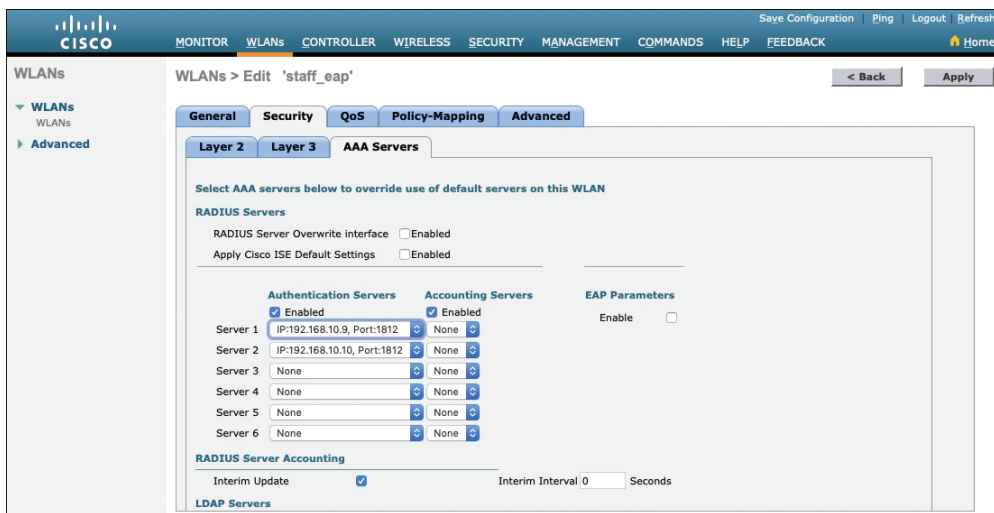 Save Configuration | Ping | Logout | Refresh
CISCO
MONITOR WLANs CONTROLLER WIRELESS SECURITY MANAGEMENT COMMANDS HELP FEEDBACK Home
WLANs
WLANs
WLANs
Advanced
WLANs > Edit 'staff_eap'
< Back Apply
General Security QoS Policy-Mapping Advanced
Layer 2 Layer 3 AAA Servers
Select AAA servers below to override use of default servers on this WLAN
RADIUS Servers
RADIUS Server Overwrite interface Enabled
Apply Cisco ISE Default Settings Enabled
Authentication Servers Accounting Servers EAP Parameters
Enabled Enabled Enable
Server 1 IP:192.168.10.9, Port:1812 None
Server 2 IP:192.168.10.10, Port:1812 None
Server 3 None None
Server 4 None None
Server 5 None None
Server 6 None None
RADIUS Server Accounting
Interim Update Interim Interval 0 Seconds
LDAP Servers